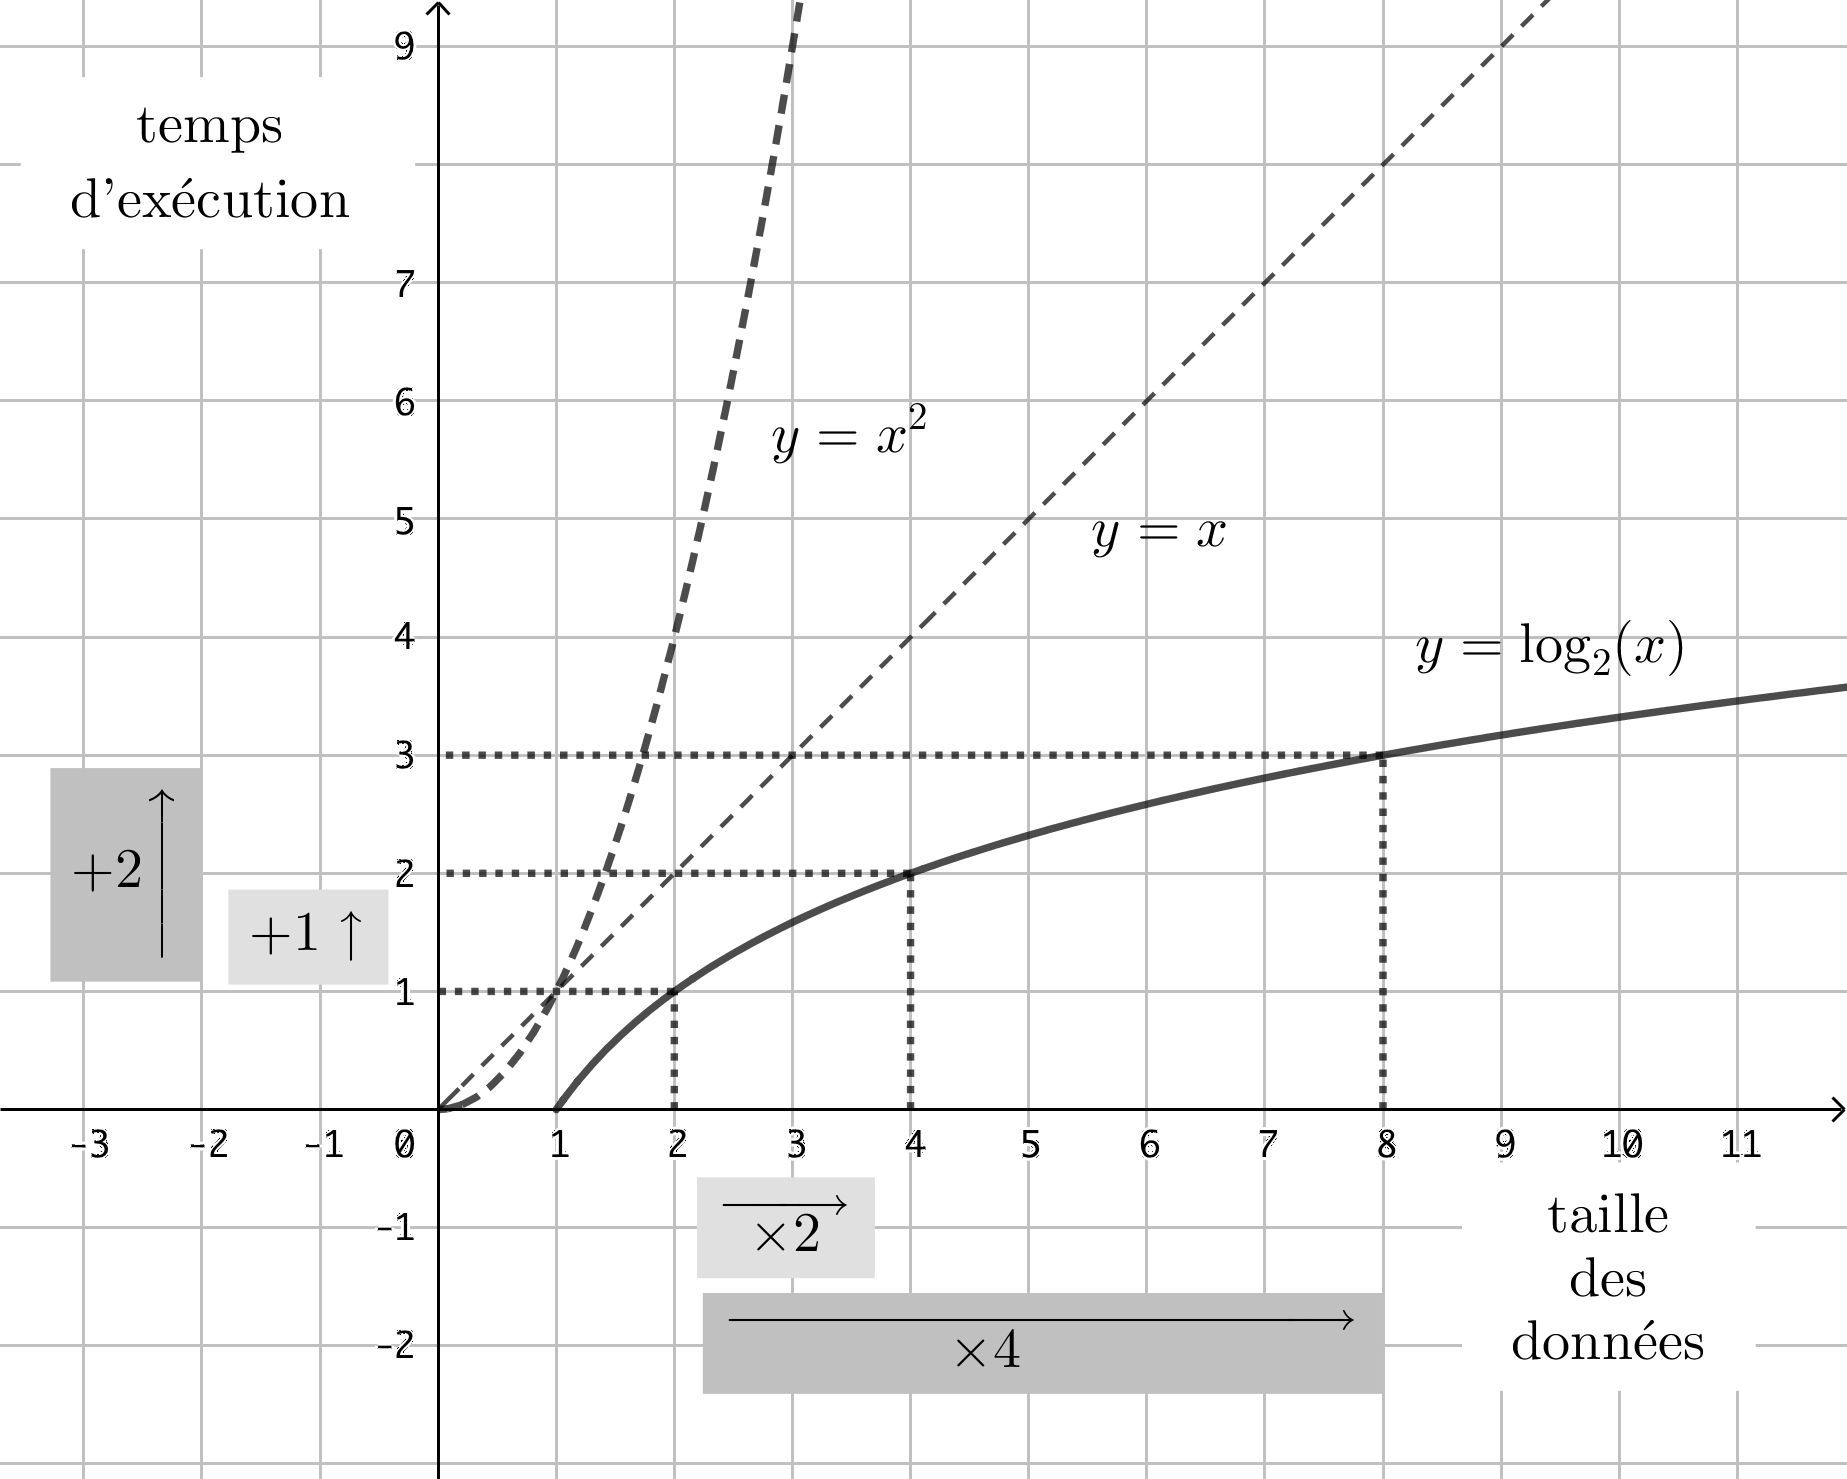 9
temps
d'exécution
7
6
y = x²
5
y = x
4
y = log₂(x)
3
+2
2
+1
1
-3 -2 -1 0 1 2 3 4 5 6 7 8 9 10 11
-1
×2
taille
des
données
-2
×4